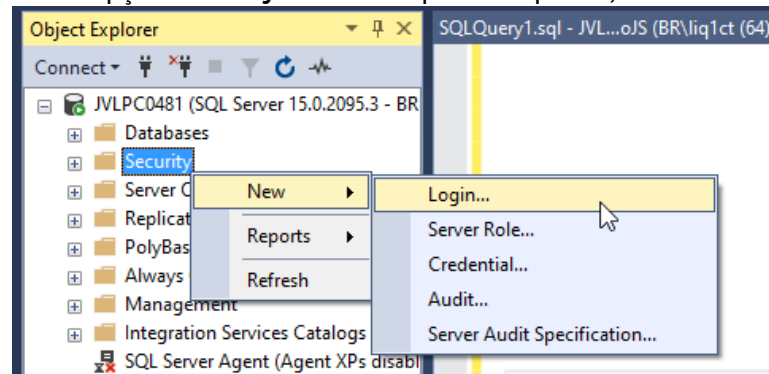 Object Explorer
SQLQuery1.sql - JVL...oJS (BR\liq1ct (64)
Connect
JVLPC0481 (SQL Server 15.0.2095.3 - BR
Databases
Security
Server
New
Login...
Replicat
Server Role...
PolyBas
Reports
Credential...
Always
Refresh
Audit...
Management
Integration Services Catalogs
Server Audit Specification...
SQL Server Agent (Agent XPs disabl